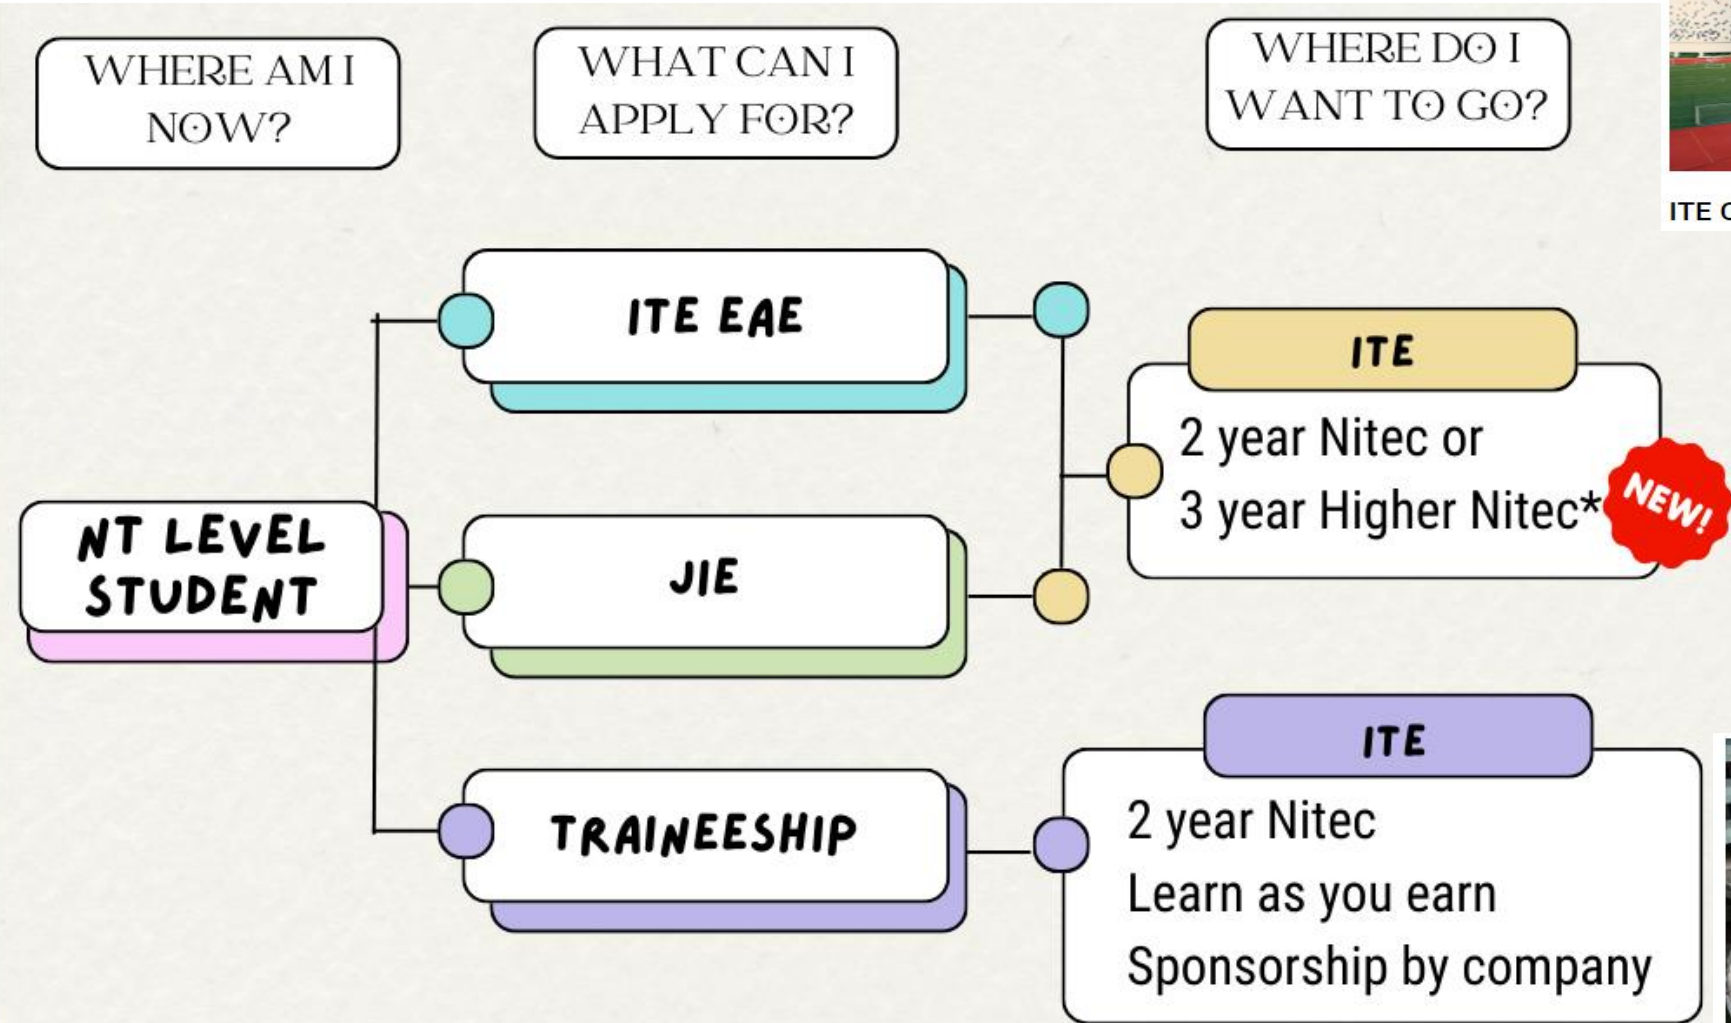 WHERE AM I
NOW?
WHAT CAN I
APPLY FOR?
WHERE DO I
WANT TO GO?
ITE
ITE EAE
ITE
2 year Nitec or
3 year Higher Nitec*
NEW!
NT LEVEL
STUDENT
JIE
TRAINEESHIP
ITE
2 year Nitec
Learn as you earn
Sponsorship by company